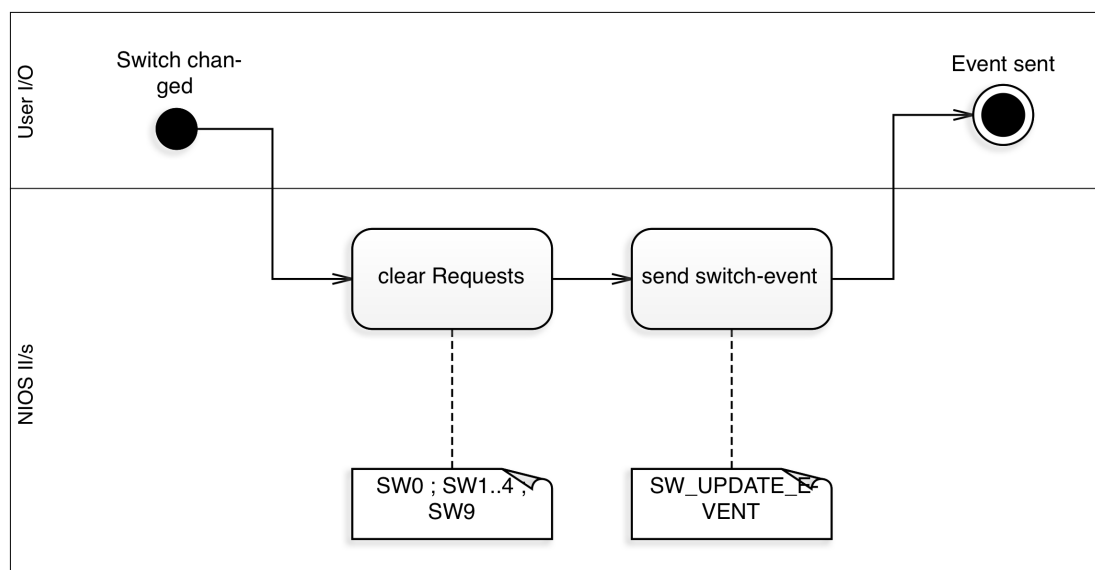 User I/O
Switch chan-
ged
Event sent
NIOS II/s
clear Requests
send switch-event
SW0 ; SW1..4 ;
SW9
SW_UPDATE_E-
VENT